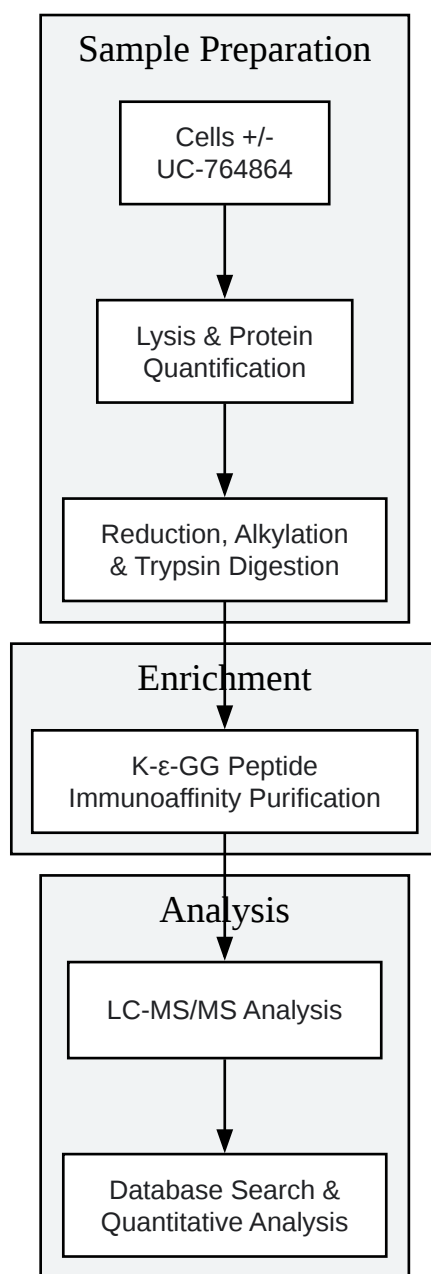 Sample Preparation
Cells +/-
UC-764864
Lysis & Protein
Quantification
Reduction, Alkylation
& Trypsin Digestion
Enrichment
K-ε-GG Peptide
Immunoaffinity Purification
Analysis
LC-MS/MS Analysis
Database Search &
Quantitative Analysis